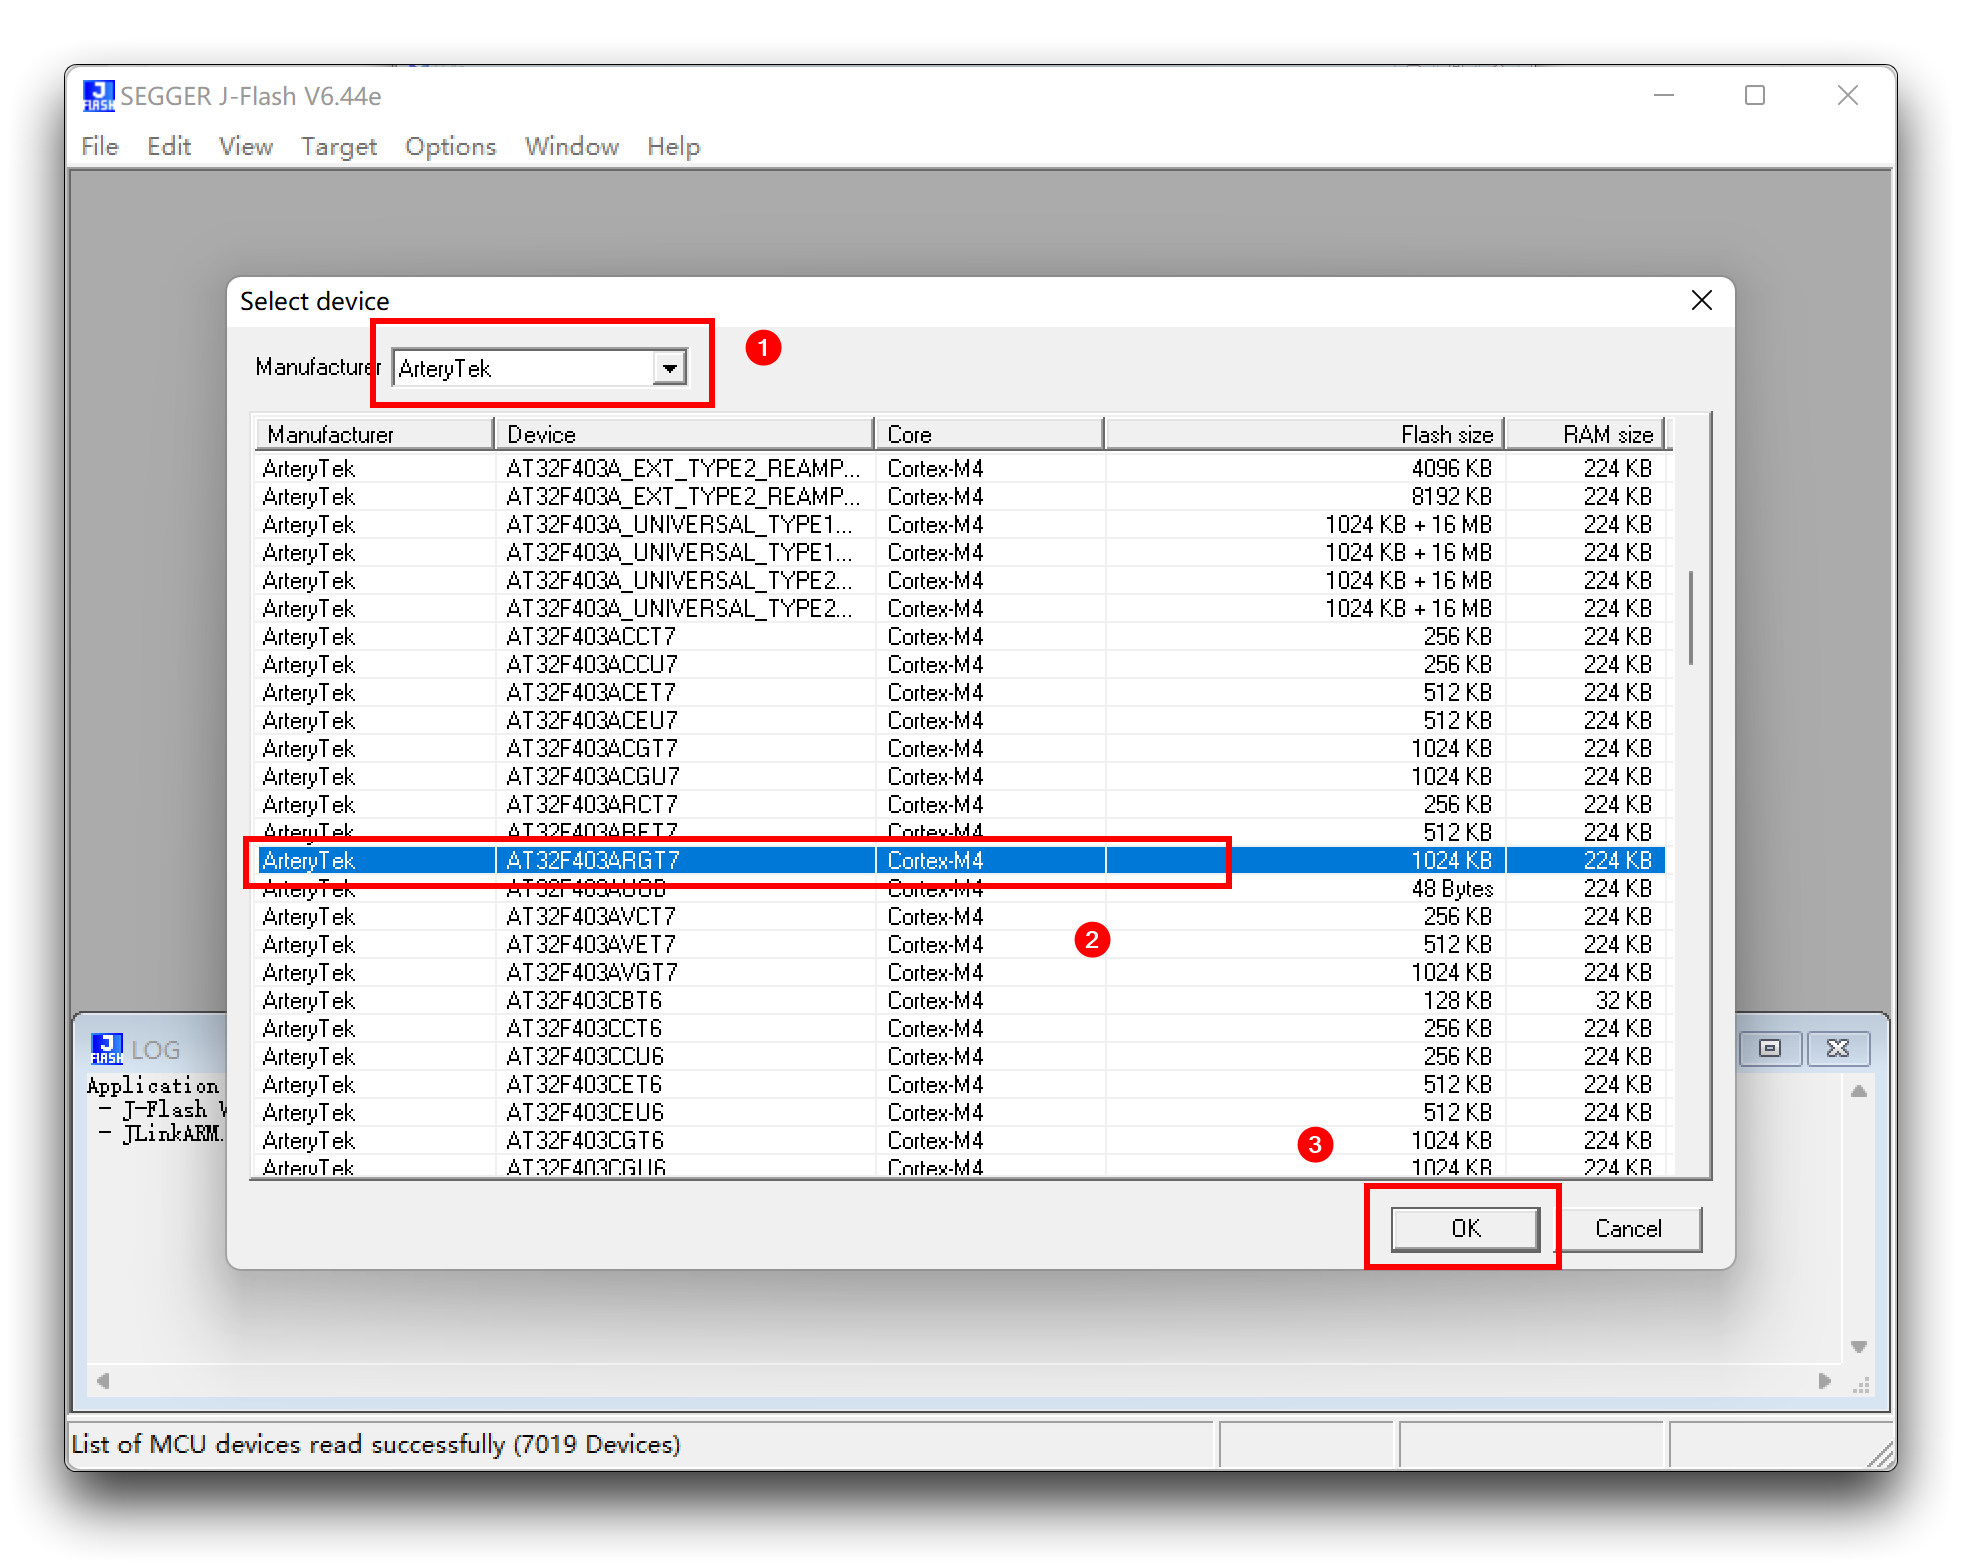 SEGGER J-Flash V6.44e
File Edit View Target Options Window Help
Select device
Manufacturer ArteryTek 1
Manufacturer Device Core Flash size RAM size
ArteryTek AT32F403A_EXT_TYPE2_REAMP... Cortex-M4 4096 KB 224 KB
ArteryTek AT32F403A_EXT_TYPE2_REAMP... Cortex-M4 8192 KB 224 KB
ArteryTek AT32F403A_UNIVERSAL_TYPE1... Cortex-M4 1024 KB + 16 MB 224 KB
ArteryTek AT32F403A_UNIVERSAL_TYPE1... Cortex-M4 1024 KB + 16 MB 224 KB
ArteryTek AT32F403A_UNIVERSAL_TYPE2... Cortex-M4 1024 KB + 16 MB 224 KB
ArteryTek AT32F403A_UNIVERSAL_TYPE2... Cortex-M4 1024 KB + 16 MB 224 KB
ArteryTek AT32F403ACCT7 Cortex-M4 256 KB 224 KB
ArteryTek AT32F403ACCU7 Cortex-M4 256 KB 224 KB
ArteryTek AT32F403ACET7 Cortex-M4 512 KB 224 KB
ArteryTek AT32F403ACEU7 Cortex-M4 512 KB 224 KB
ArteryTek AT32F403ACGT7 Cortex-M4 1024 KB 224 KB
ArteryTek AT32F403ACGU7 Cortex-M4 1024 KB 224 KB
ArteryTek AT32F403ARCT7 Cortex-M4 256 KB 224 KB
ArteryTek AT32F403ARET7 Cortex-M4 512 KB 224 KB
ArteryTek AT32F403ARGT7 Cortex-M4 1024 KB 224 KB
ArteryTek AT32F403AUOB Cortex-M4 48 Bytes 224 KB
ArteryTek AT32F403AVCT7 Cortex-M4 256 KB 224 KB
ArteryTek AT32F403AVET7 Cortex-M4 512 KB 224 KB
2
ArteryTek AT32F403AVGT7 Cortex-M4 1024 KB 224 KB
ArteryTek AT32F403CBT6 Cortex-M4 128 KB 32 KB
ArteryTek AT32F403CCT6 Cortex-M4 256 KB 224 KB
ArteryTek AT32F403CCU6 Cortex-M4 256 KB 224 KB
ArteryTek AT32F403CET6 Cortex-M4 512 KB 224 KB
ArteryTek AT32F403CEU6 Cortex-M4 512 KB 224 KB
ArteryTek AT32F403CGT6 Cortex-M4 1024 KB 224 KB
3
ArteryTek AT32F403CGU6 Cortex-M4 1024 KB 224 KB
OK Cancel
J FLASH LOG
Application
- J-Flash V
- JLinkARM.
List of MCU devices read successfully (7019 Devices)